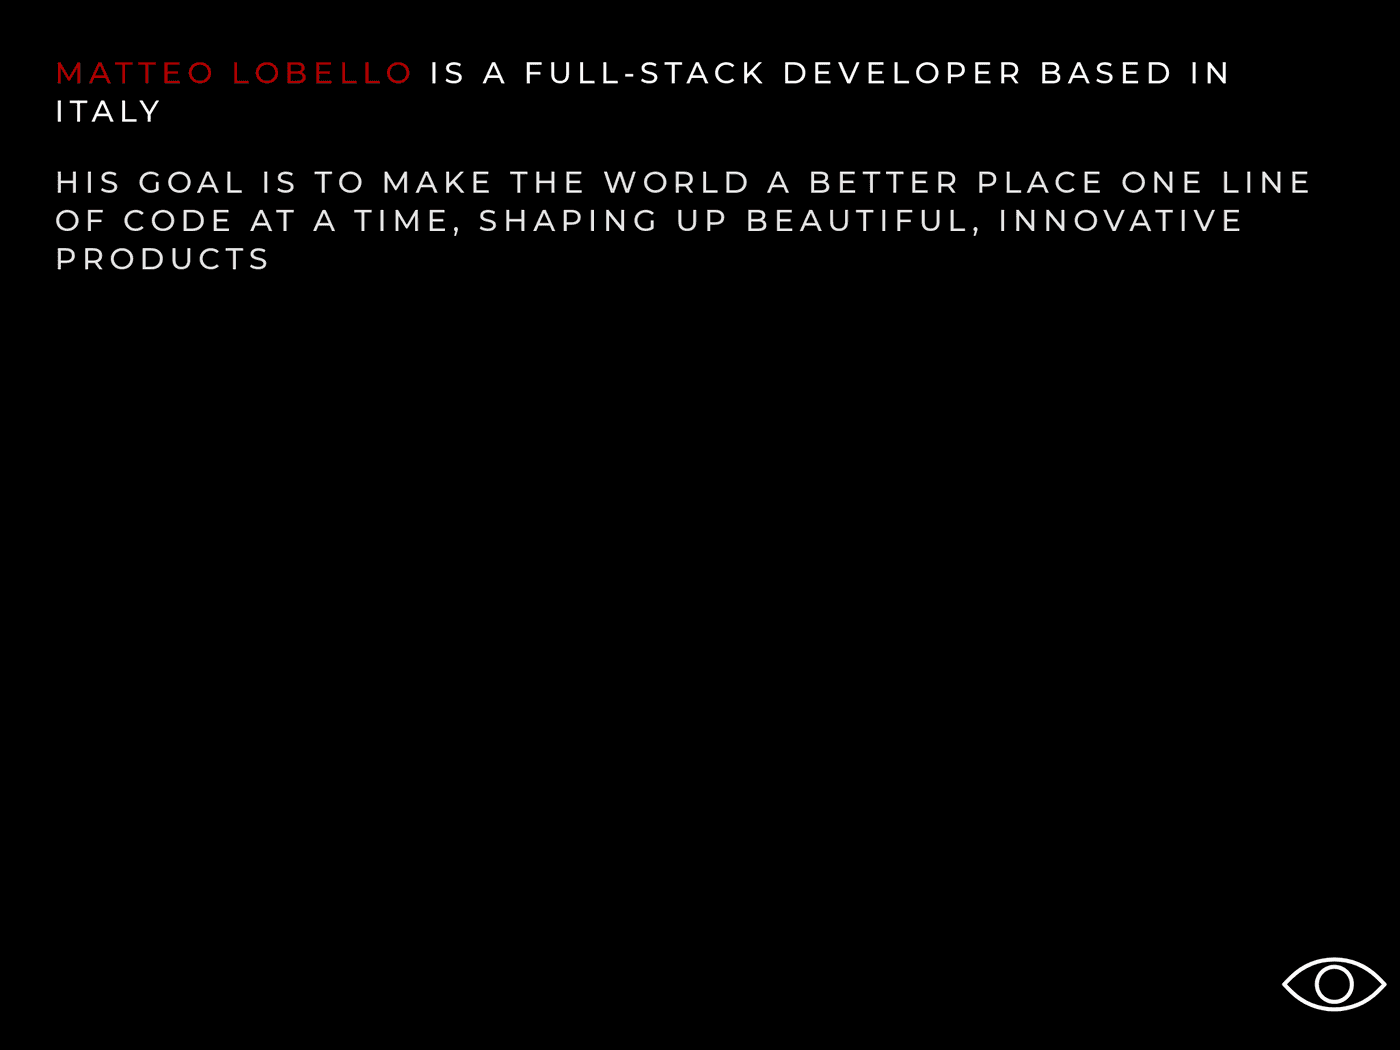 MATTEO LOBELLO IS A FULL-STACK DEVELOPER BASED IN
ITALY
HIS GOAL IS TO MAKE THE WORLD A BETTER PLACE ONE LINE
OF CODE AT A TIME, SHAPING UP BEAUTIFUL, INNOVATIVE
PRODUCTS